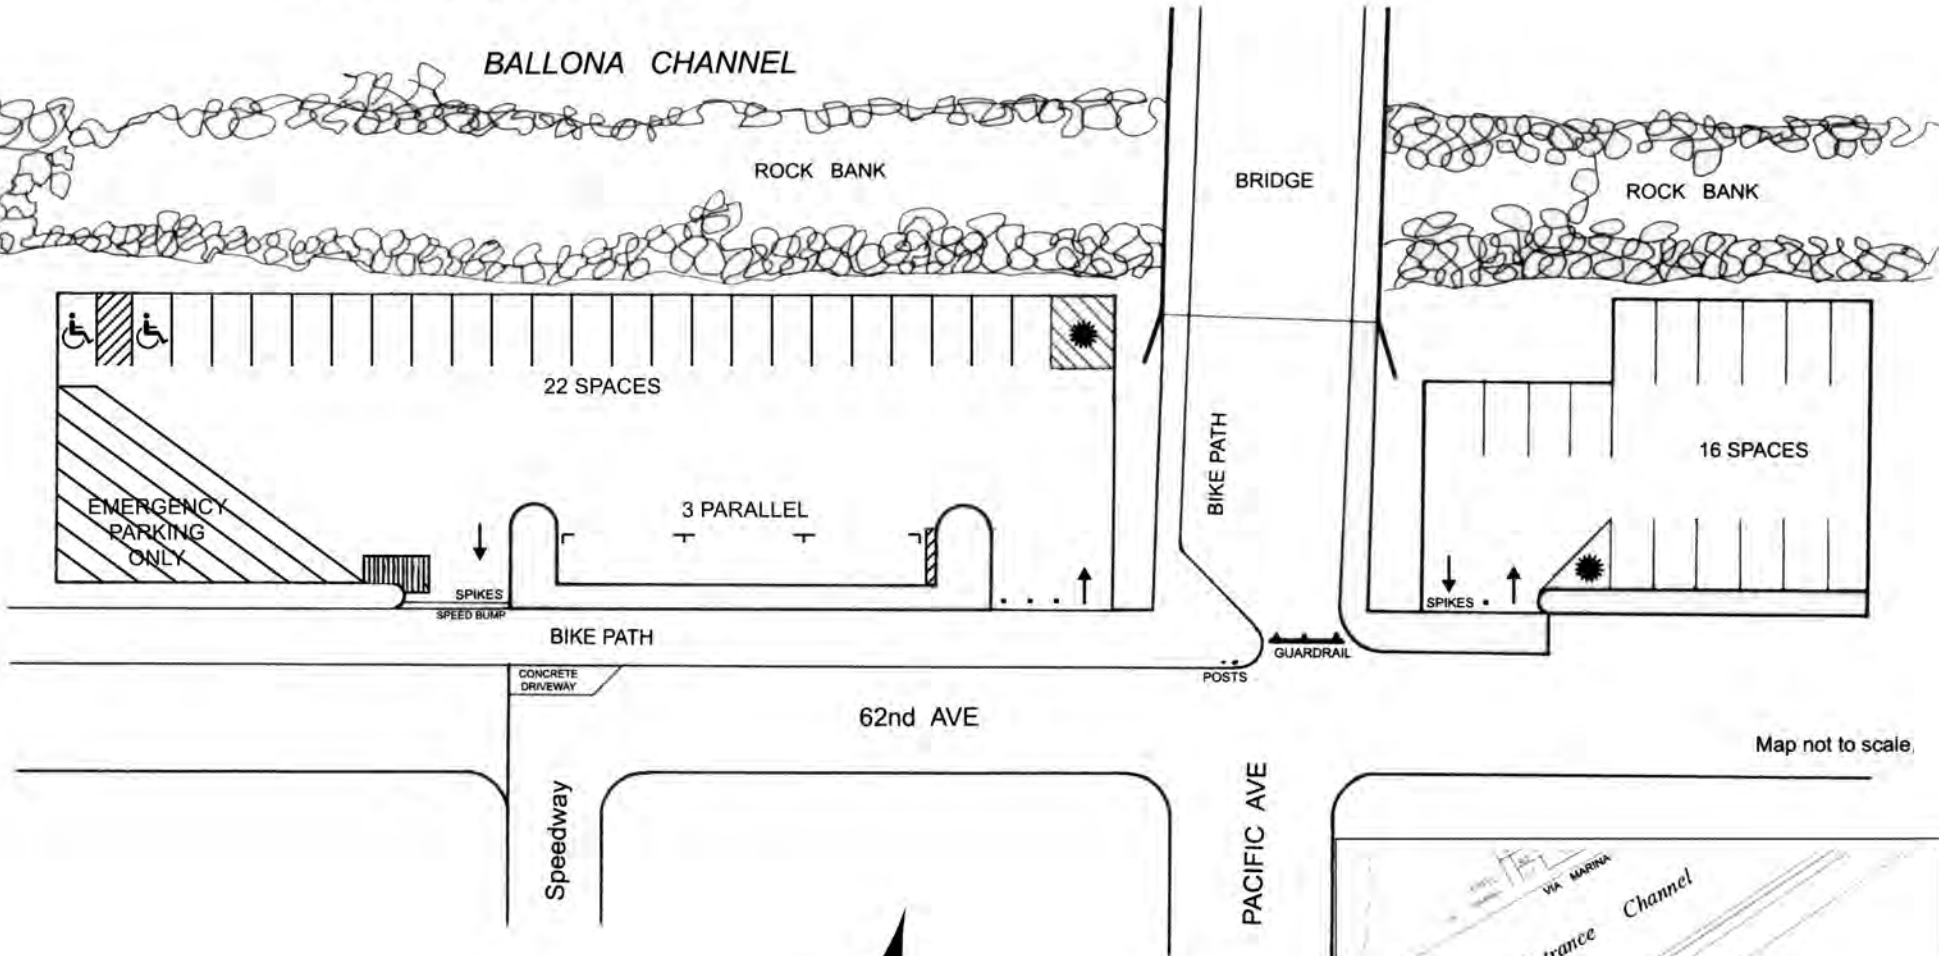 BALLONA CHANNEL
ROCK BANK
BRIDGE
ROCK BANK
22 SPACES
16 SPACES
BIKE PATH
EMERGENCY
PARKING
ONLY
3 PARALLEL
SPIKES
SPEED BUMP
SPIKES
BIKE PATH
GUARDRAIL
POSTS
CONCRETE
DRIVEWAY
62nd AVE
Map not to scale.
Speedway
PACIFIC AVE
VIA MARINA
Channel